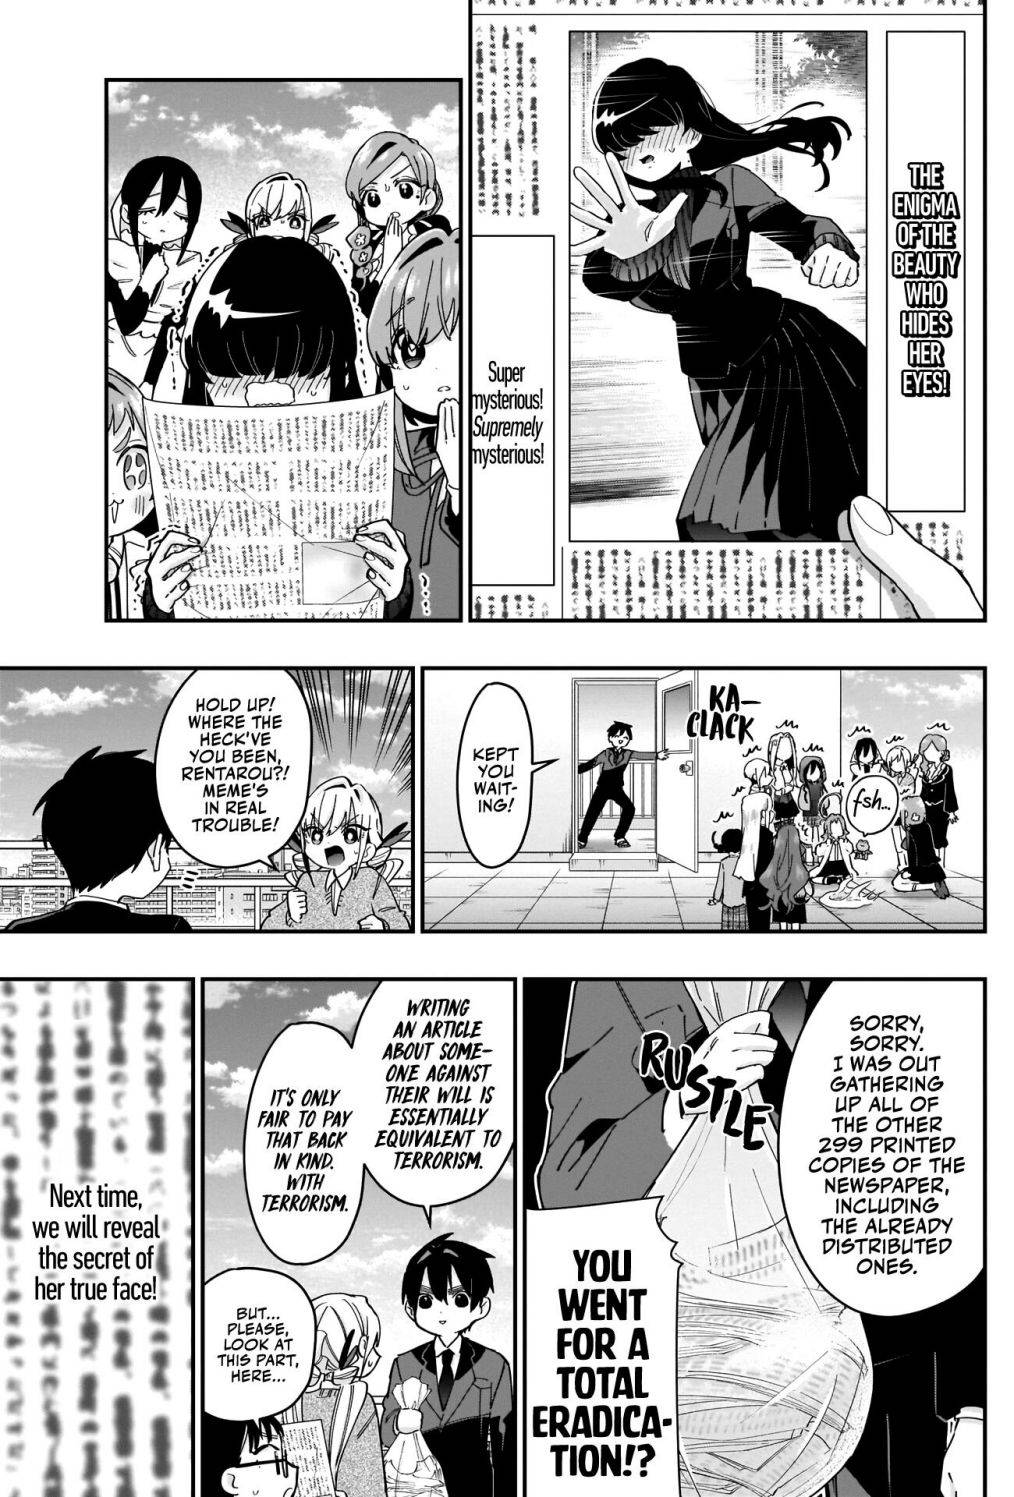 THE
ENIGMA
OF THE
BEAUTY
WHO
HIDES
HER
EYES!
Super
mysterious!
Supremely
mysterious!
KA-
CLACK
KEPT
YOU
WAIT-
ING!
fsh...
HOLD UP!
WHERE THE
HECK'VE
YOU BEEN,
RENTAROU?!
MEME'S
IN REAL
TROUBLE!
SORRY,
SORRY.
I WAS OUT
GATHERING
UP ALL OF
THE OTHER
299 PRINTED
COPIES OF THE
NEWSPAPER,
INCLUDING
THE ALREADY
DISTRIBUTED
ONES.
RUSTLE
YOU
WENT
FOR A
TOTAL
ERADICA-
TION!?
WRITING
AN ARTICLE
ABOUT SOME-
ONE AGAINST
THEIR WILL IS
ESSENTIALLY
EQUIVALENT TO
TERRORISM.
IT'S ONLY
FAIR TO PAY
THAT BACK
IN KIND.
WITH
TERRORISM.
BUT...
PLEASE,
LOOK AT
THIS PART,
HERE...
Next time,
we will reveal
the secret of
her true face!